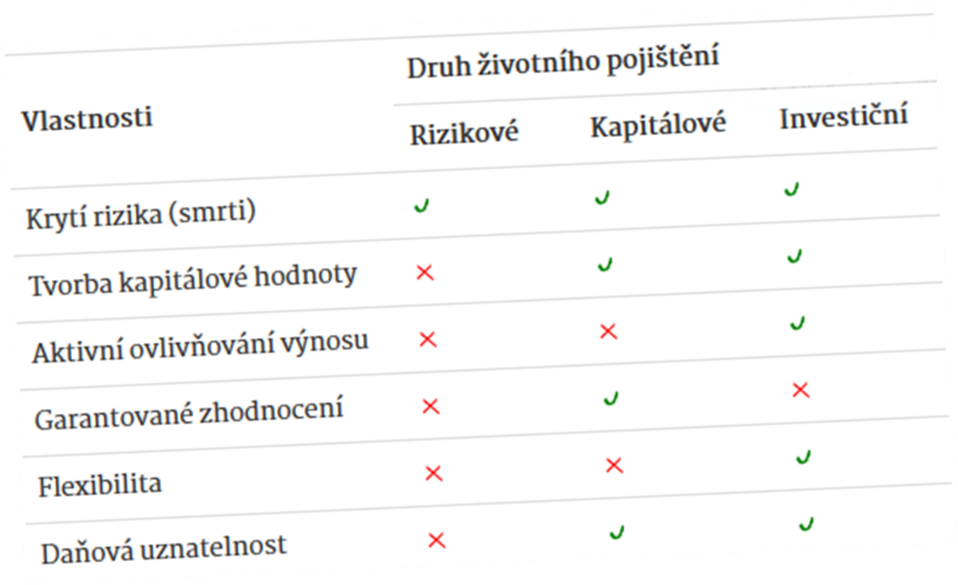 Vlastnosti
Druh životního pojištění
Rizikové Kapitálové Investiční
Krytí rizika (smrti) ✓ ✓ ✓
Tvorba kapitálové hodnoty ✗ ✓ ✓
Aktivní ovlivňování výnosu ✗ ✗ ✓
Garantované zhodnocení ✗ ✓ ✗
Flexibilita ✗ ✗ ✓
Daňová uznatelnost ✗ ✓ ✓